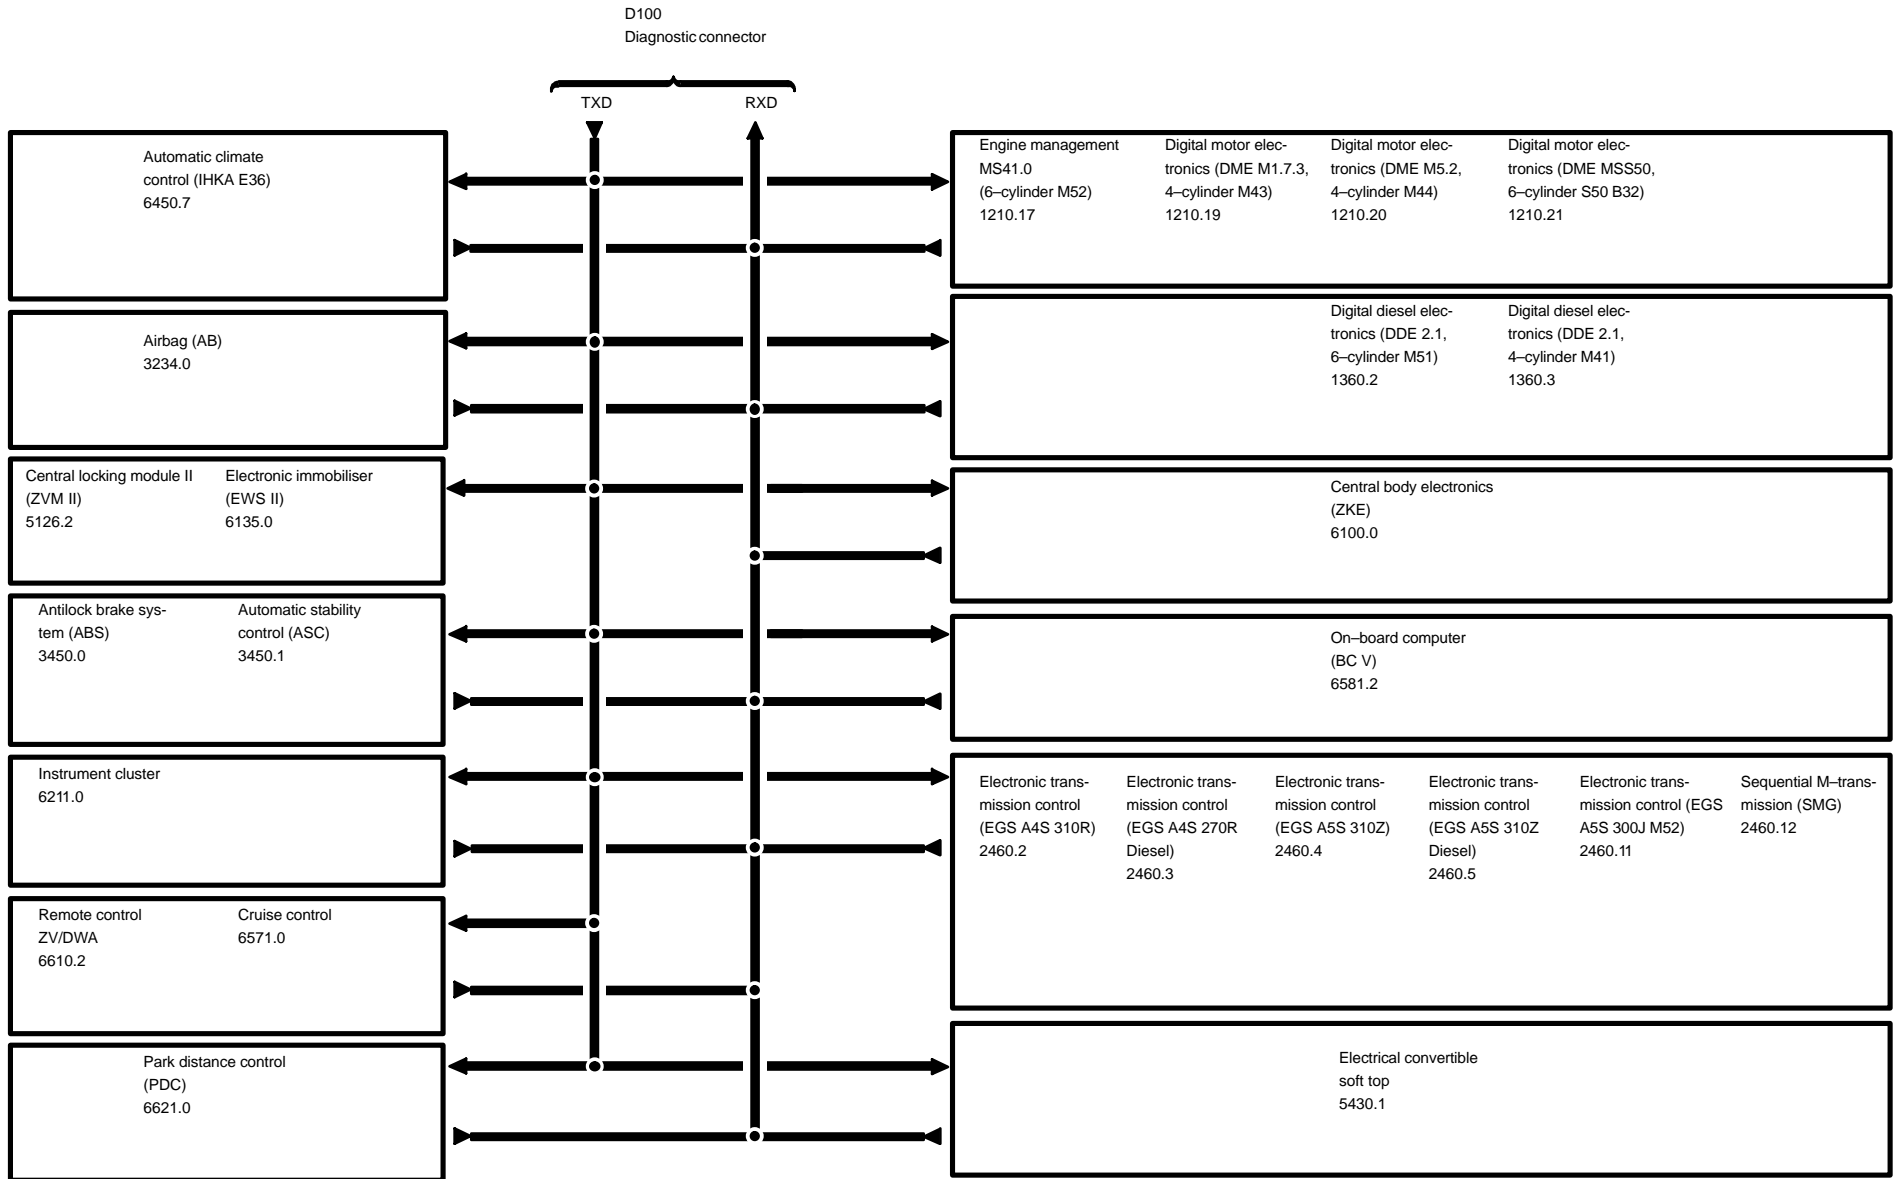 D100
Diagnostic connector
TXD
RXD
Automatic climate
control (IHKA E36)
6450.7
Airbag (AB)
3234.0
Central locking module II
(ZVM II)
5126.2
Electronic immobiliser
(EWS II)
6135.0
Antilock brake sys-
tem (ABS)
3450.0
Automatic stability
control (ASC)
3450.1
Instrument cluster
6211.0
Remote control
ZV/DWA
6610.2
Cruise control
6571.0
Park distance control
(PDC)
6621.0
Engine management
MS41.0
(6–cylinder M52)
1210.17
Digital motor elec-
tronics (DME M1.7.3,
4–cylinder M43)
1210.19
Digital motor elec-
tronics (DME M5.2,
4–cylinder M44)
1210.20
Digital motor elec-
tronics (DME MSS50,
6–cylinder S50 B32)
1210.21
Digital diesel elec-
tronics (DDE 2.1,
6–cylinder M51)
1360.2
Digital diesel elec-
tronics (DDE 2.1,
4–cylinder M41)
1360.3
Central body electronics
(ZKE)
6100.0
On–board computer
(BC V)
6581.2
Electronic trans-
mission control
(EGS A4S 310R)
2460.2
Electronic trans-
mission control
(EGS A4S 270R
Diesel)
2460.3
Electronic trans-
mission control
(EGS A5S 310Z)
2460.4
Electronic trans-
mission control
(EGS A5S 310Z
Diesel)
2460.5
Electronic trans-
mission control (EGS
A5S 300J M52)
2460.11
Sequential M–trans-
mission (SMG)
2460.12
Electrical convertible
soft top
5430.1